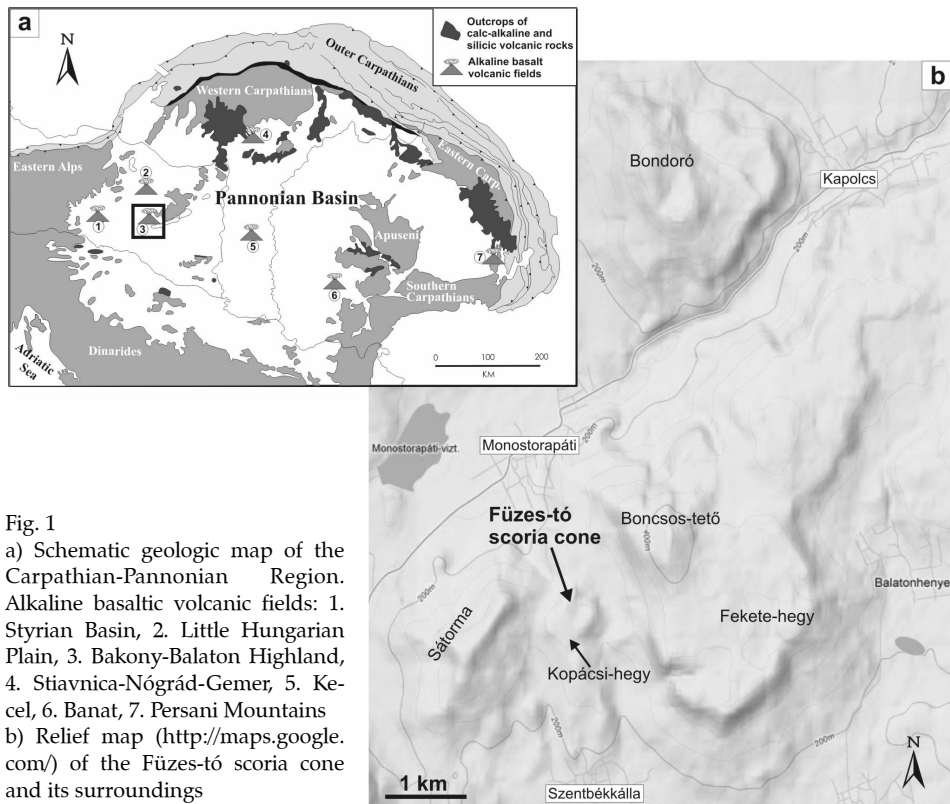 a
N
Outcrops of
calc-alkaline and
silicic volcanic rocks
Alkaline basalt
volcanic fields
Outer Carpathians
Western Carpathians
4
Eastern Carp.
Eastern Alps
2
Pannonian Basin
1
3
5
Apuseni
7
6
Southern
Carpathians
Dinarides
Adriatic
Sea
0 100 200
KM
b
Bondoró
Kapolcs
200m
200m
Monostorapáti-vizt.
Monostorapáti
200m
Füzes-tó
scoria cone
Boncsos-tető
400m
Balatonhenye
200m
Sátorma
Fekete-hegy
Kopácsi-hegy
200m
200m
1 km
Szentbékkálla
N
Fig. 1
a) Schematic geologic map of the
Carpathian-Pannonian Region.
Alkaline basaltic volcanic fields: 1.
Styrian Basin, 2. Little Hungarian
Plain, 3. Bakony-Balaton Highland,
4. Stiavnica-Nógrád-Gemer, 5. Ke-
cel, 6. Banat, 7. Persani Mountains
b) Relief map (http://maps.google.
com/) of the Füzes-tó scoria cone
and its surroundings